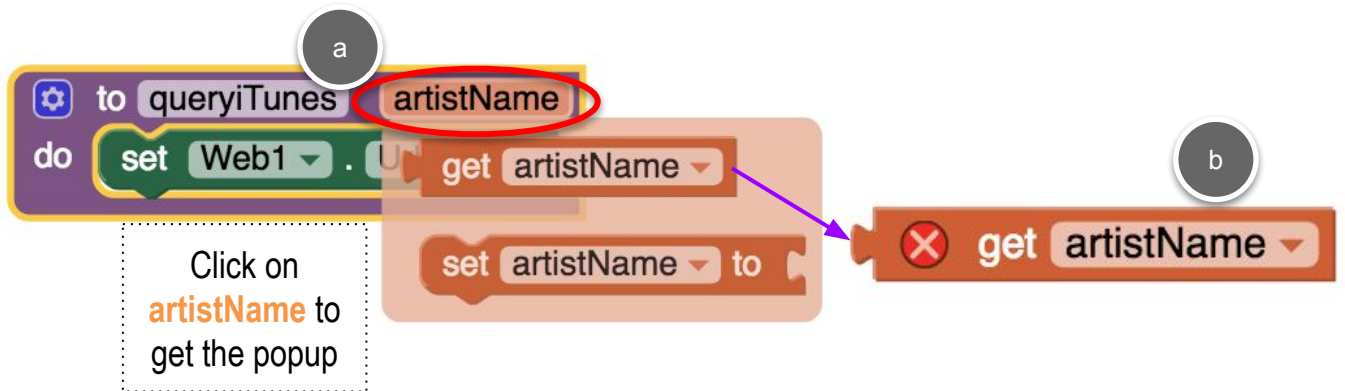 a
to queryiTunes artistName
do set Web1 .
get artistName
b
get artistName
set artistName to
Click on
artistName to
get the popup